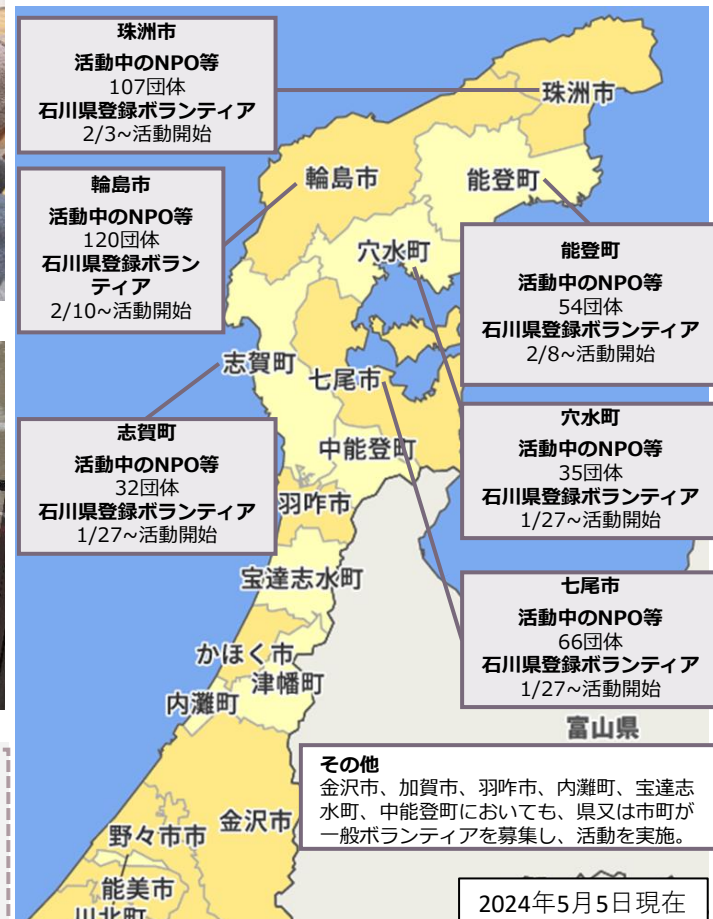 珠洲市
活動中のNPO等
107団体
石川県登録ボランティア
2/3~活動開始
珠洲市
輪島市
活動中のNPO等
120団体
石川県登録ボラン
ティア
2/10~活動開始
輪島市
能登町
穴水町
能登町
活動中のNPO等
54団体
石川県登録ボランティア
2/8~活動開始
志賀町
七尾市
中能登町
志賀町
活動中のNPO等
32団体
石川県登録ボランティア
1/27~活動開始
穴水町
活動中のNPO等
35団体
石川県登録ボランティア
1/27~活動開始
羽咋市
宝達志水町
七尾市
活動中のNPO等
66団体
石川県登録ボランティア
1/27~活動開始
かほく市
津幡町
内灘町
富山県
その他
金沢市、加賀市、羽咋市、内灘町、宝達志
水町、中能登町においても、県又は市町が
一般ボランティアを募集し、活動を実施。
金沢市
野々市市
能美市
川北町
2024年5月5日現在